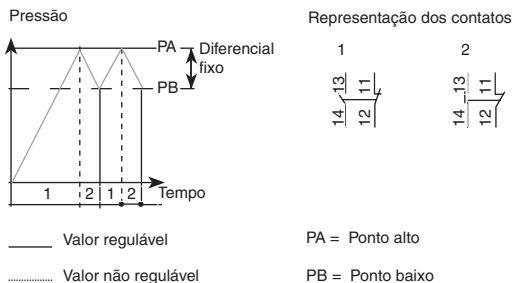 Pressão
PA
Diferencial
fixo
PB
1 2 1 2
Tempo
Representação dos contatos
1 2
13 11 13 11
14 12 14 12
Valor regulável
PA = Ponto alto
Valor não regulável
PB = Ponto baixo